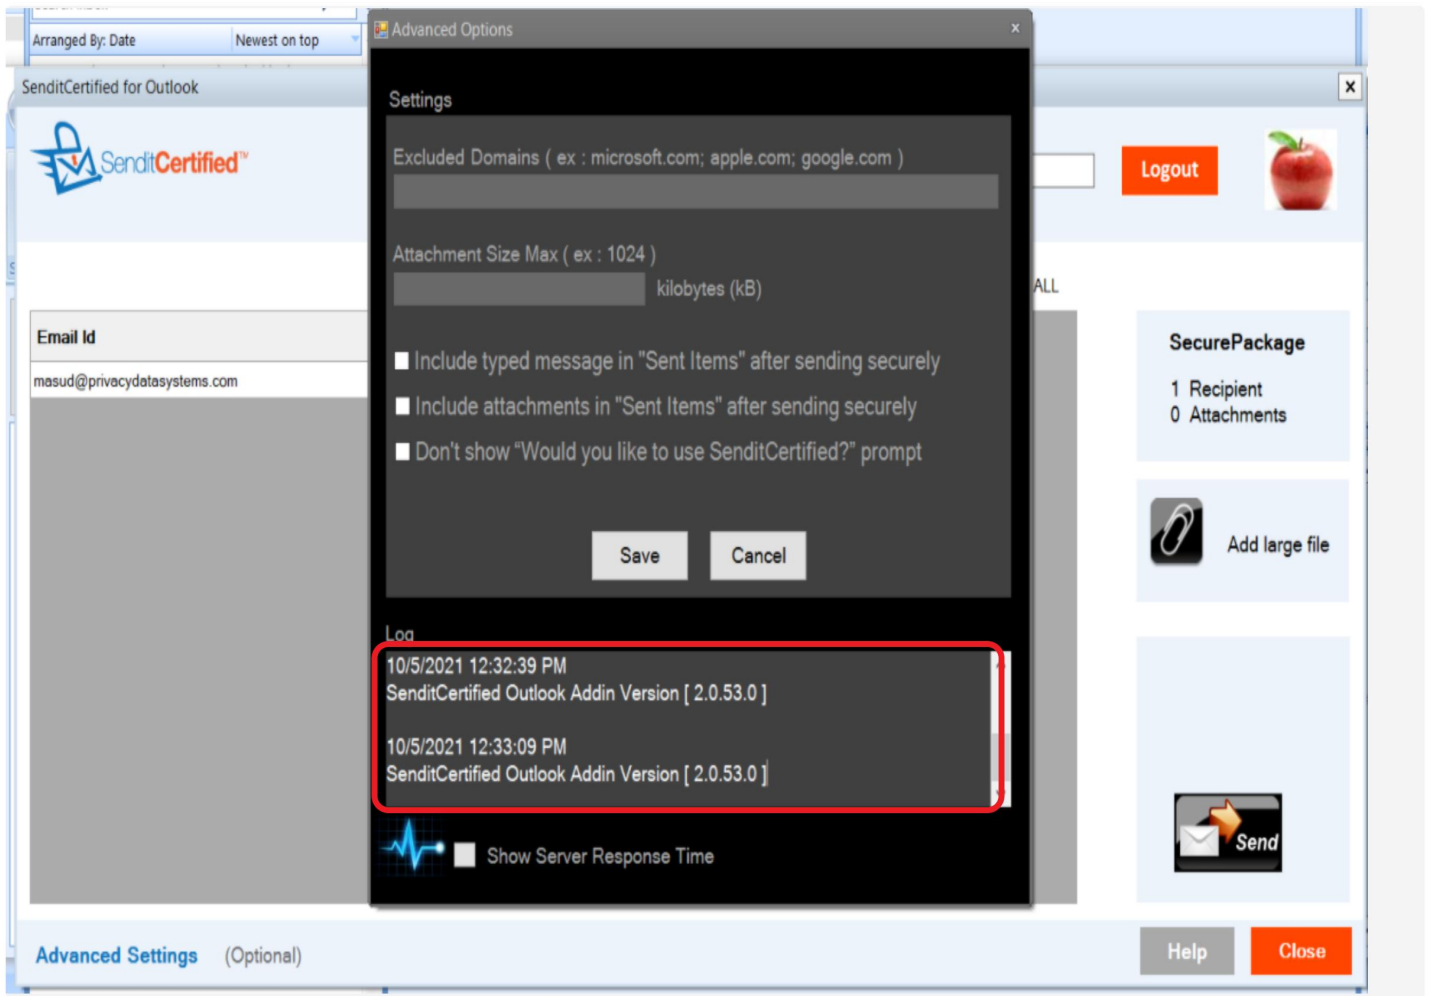 Arranged By: Date
Newest on top
Advanced Options
x
SenditCertified for Outlook
x
SenditCertified™
Logout
Settings
Excluded Domains ( ex : microsoft.com; apple.com; google.com )
Attachment Size Max ( ex : 1024 )
kilobytes (kB)
ALL
Email Id
masud@privacydatasystems.com
Include typed message in "Sent Items" after sending securely
Include attachments in "Sent Items" after sending securely
Don't show “Would you like to use SenditCertified?” prompt
Save
Cancel
SecurePackage
1 Recipient
0 Attachments
Add large file
Log
10/5/2021 12:32:39 PM
SenditCertified Outlook Addin Version [ 2.0.53.0 ]
10/5/2021 12:33:09 PM
SenditCertified Outlook Addin Version [ 2.0.53.0 ]
Show Server Response Time
Send
Advanced Settings (Optional)
Help
Close